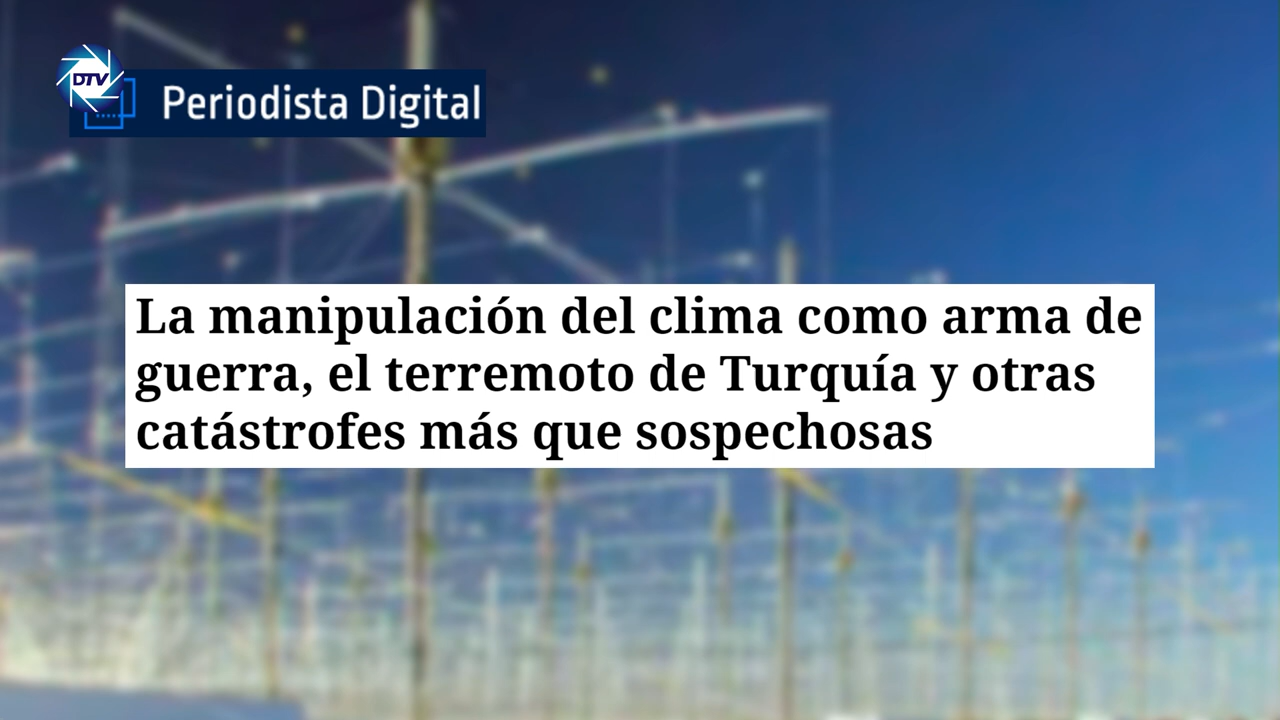 DTV
Periodista Digital
La manipulación del clima como arma de
guerra, el terremoto de Turquía y otras
catástrofes más que sospechosas